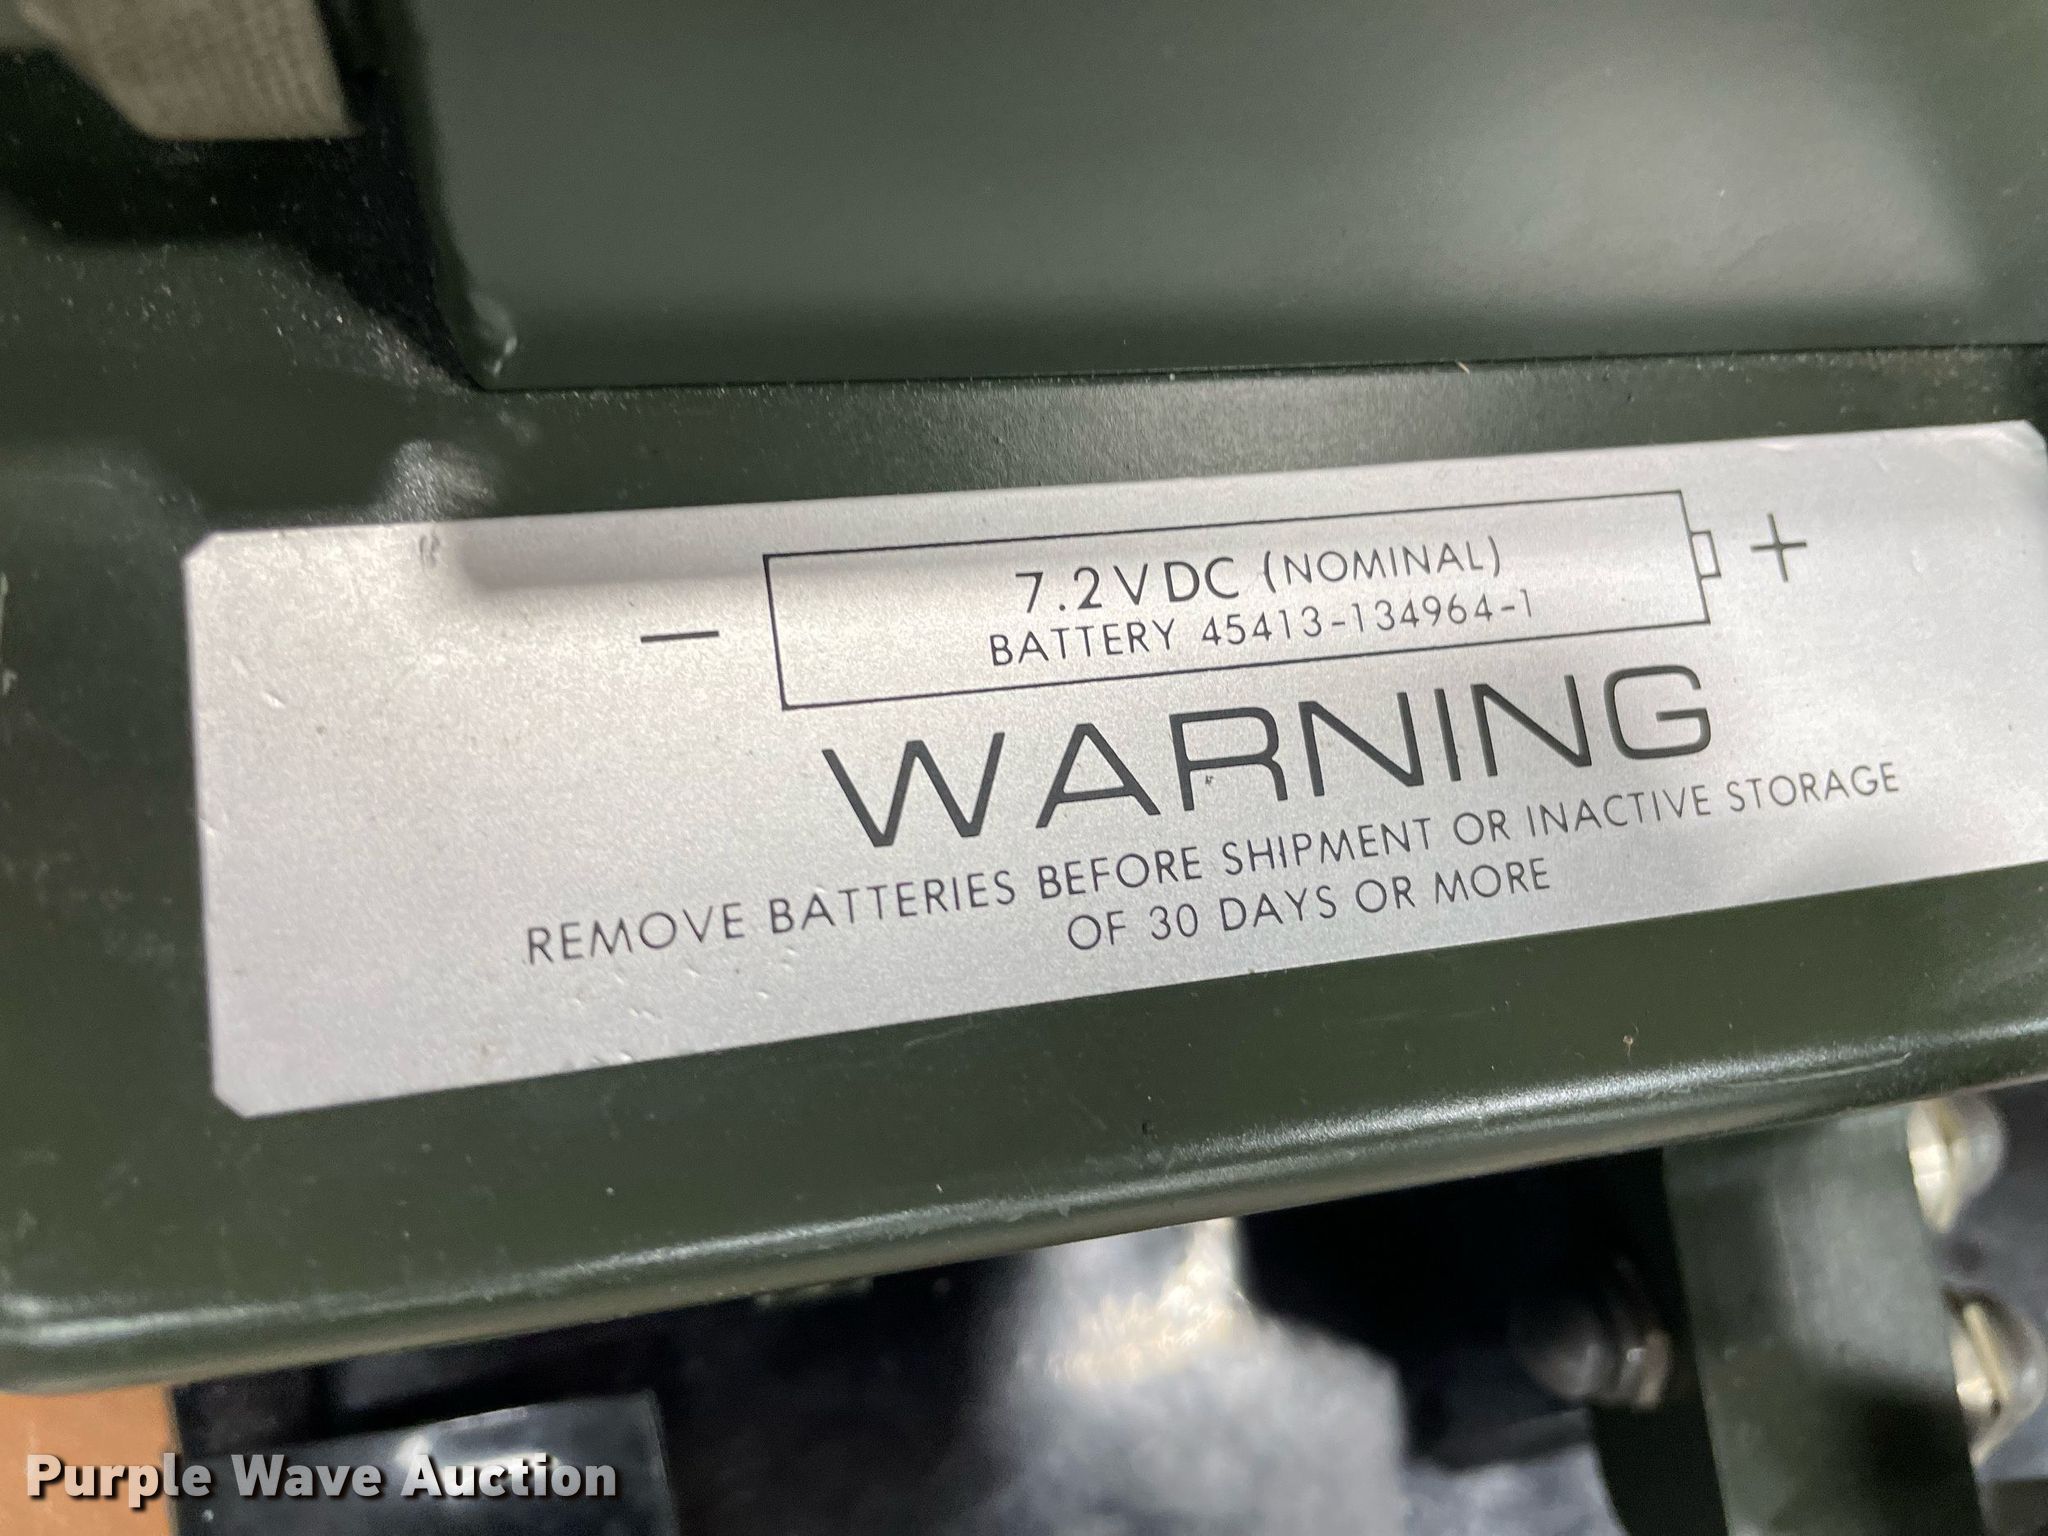 7.2VDC (NOMINAL)
− +
BATTERY 45413-134964-1
WARNING
REMOVE BATTERIES BEFORE SHIPMENT OR INACTIVE STORAGE
OF 30 DAYS OR MORE
Purple Wave Auction